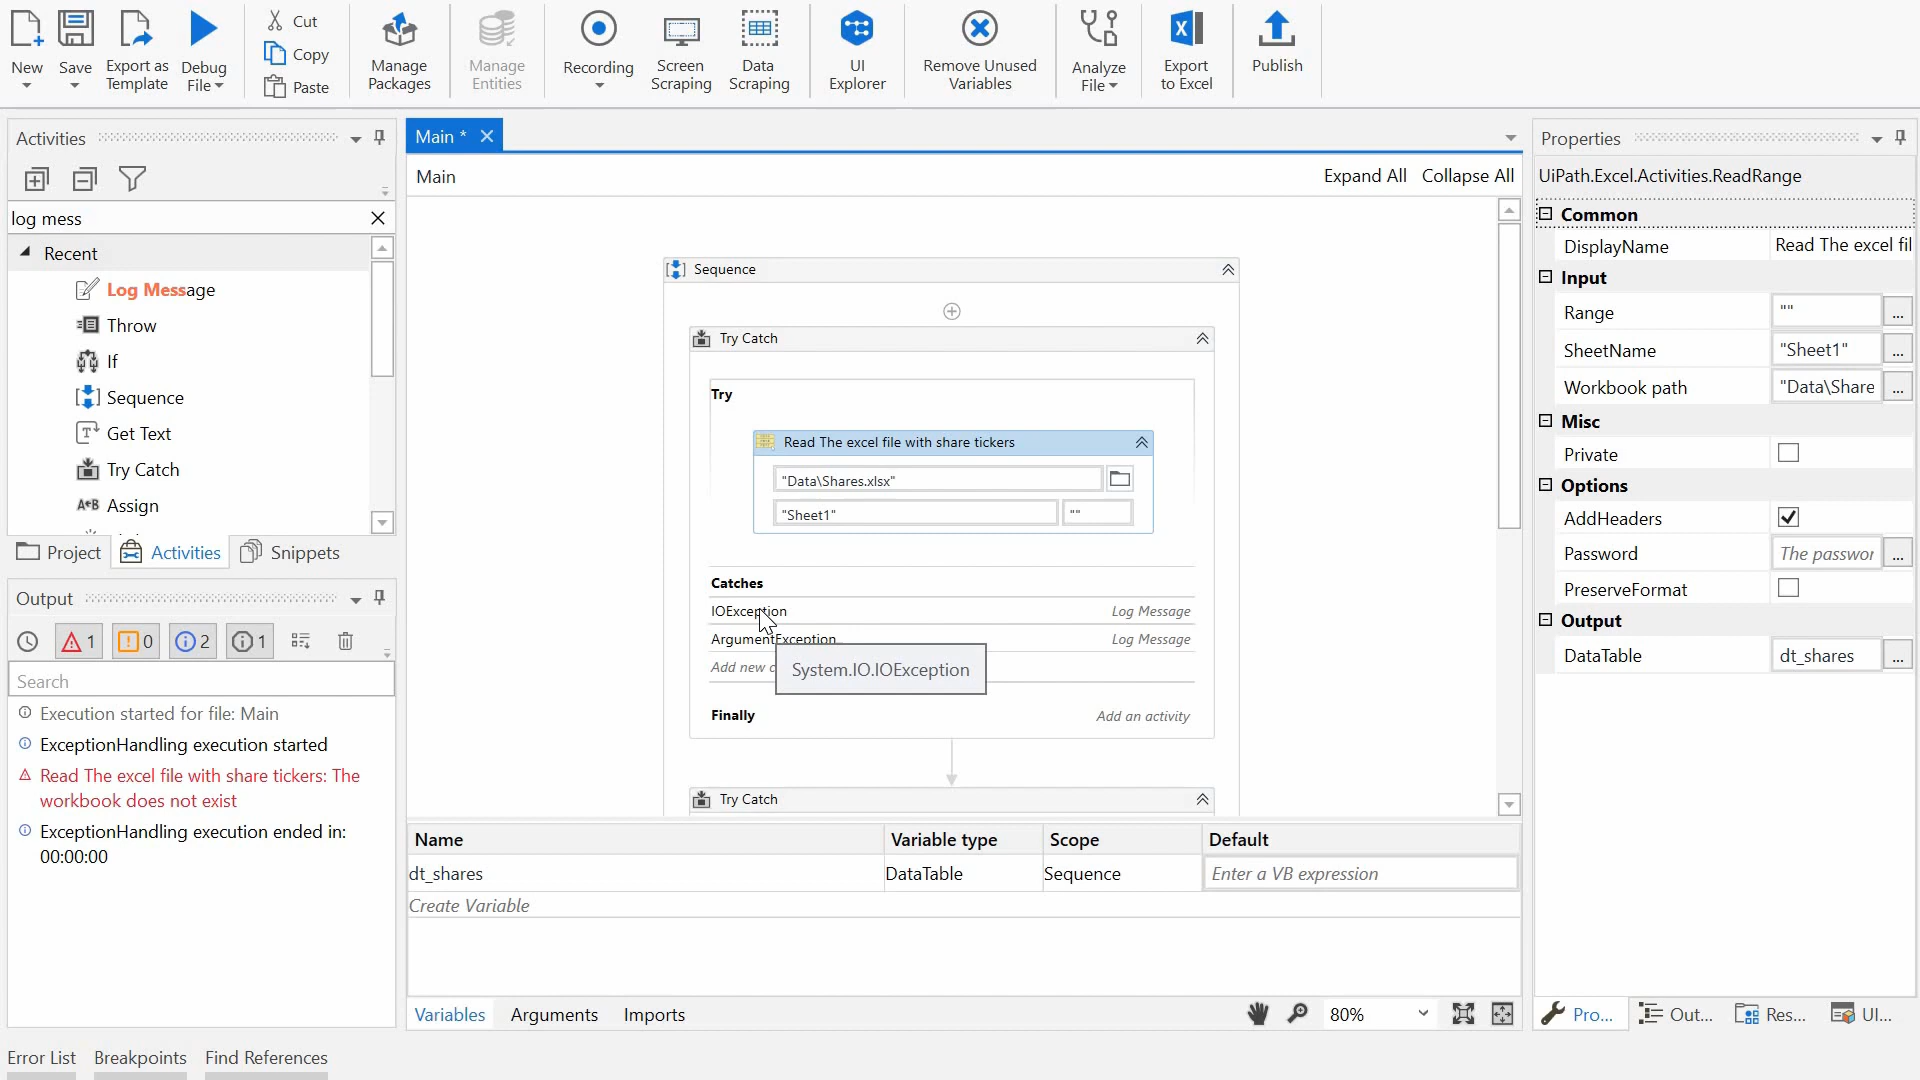 New
Save
Export as
Template
Debug
File
Cut
Copy
Paste
Manage
Packages
Manage
Entities
Recording
Screen
Scraping
Data
Scraping
UI
Explorer
Remove Unused
Variables
Analyze
File
Export
to Excel
Publish
Activities
log mess
Recent
Log Message
Throw
If
Sequence
Get Text
Try Catch
A+B Assign
Project
Activities
Snippets
Output
1
0
2
1
Search
Execution started for file: Main
ExceptionHandling execution started
Read The excel file with share tickers: The
workbook does not exist
ExceptionHandling execution ended in:
00:00:00
Main *
Main
Expand All Collapse All
Sequence
Try Catch
Try
Read The excel file with share tickers
"Data\Shares.xlsx"
"Sheet1" ""
Catches
IOException Log Message
ArgumentException Log Message
Add new c
System.IO.IOException
Finally Add an activity
Try Catch
Name Variable type Scope Default
dt_shares DataTable Sequence Enter a VB expression
Create Variable
Variables Arguments Imports
80%
Properties
UiPath.Excel.Activities.ReadRange
Common
DisplayName Read The excel fil
Input
Range "" ...
SheetName "Sheet1" ...
Workbook path "Data\Share ...
Misc
Private
Options
AddHeaders
Password The passwor ...
PreserveFormat
Output
DataTable dt_shares ...
Pro... Out... Res... UI...
Error List Breakpoints Find References